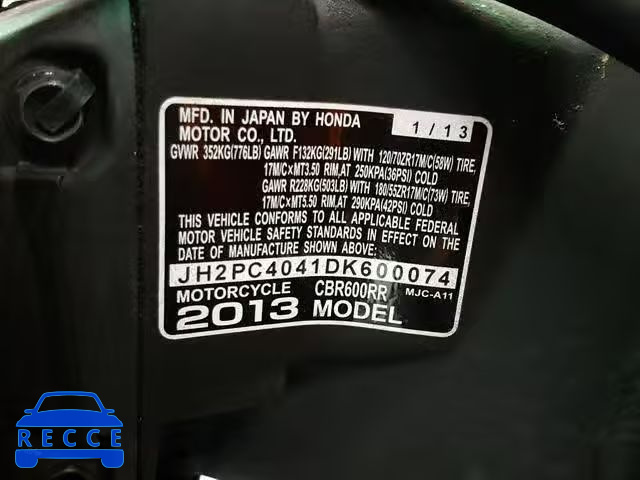 MFD. IN JAPAN BY HONDA
MOTOR CO., LTD.
1/13
GVWR 352KG(776LB) GAWR F132KG(291LB) WITH 120/70ZR17M/C(58W) TIRE,
17M/C×MT3.50 RIM,AT 250KPA(36PSI) COLD
GAWR R228KG(503LB) WITH 180/55ZR17M/C(73W) TIRE,
17M/C×MT5.50 RIM,AT 290KPA(42PSI) COLD
THIS VEHICLE CONFORMS TO ALL APPLICABLE FEDERAL
MOTOR VEHICLE SAFETY STANDARDS IN EFFECT ON THE
DATE OF MANUFACTURE SHOWN ABOVE:
JH2PC4041DK600074
MOTORCYCLE CBR600RR MJC-A11
2013 MODEL
RECCE